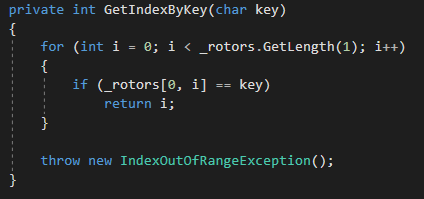 private int GetIndexByKey(char key)
{
    for (int i = 0; i < _rotors.GetLength(1); i++)
    {
        if (_rotors[0, i] == key)
            return i;
    }

    throw new IndexOutOfRangeException();
}